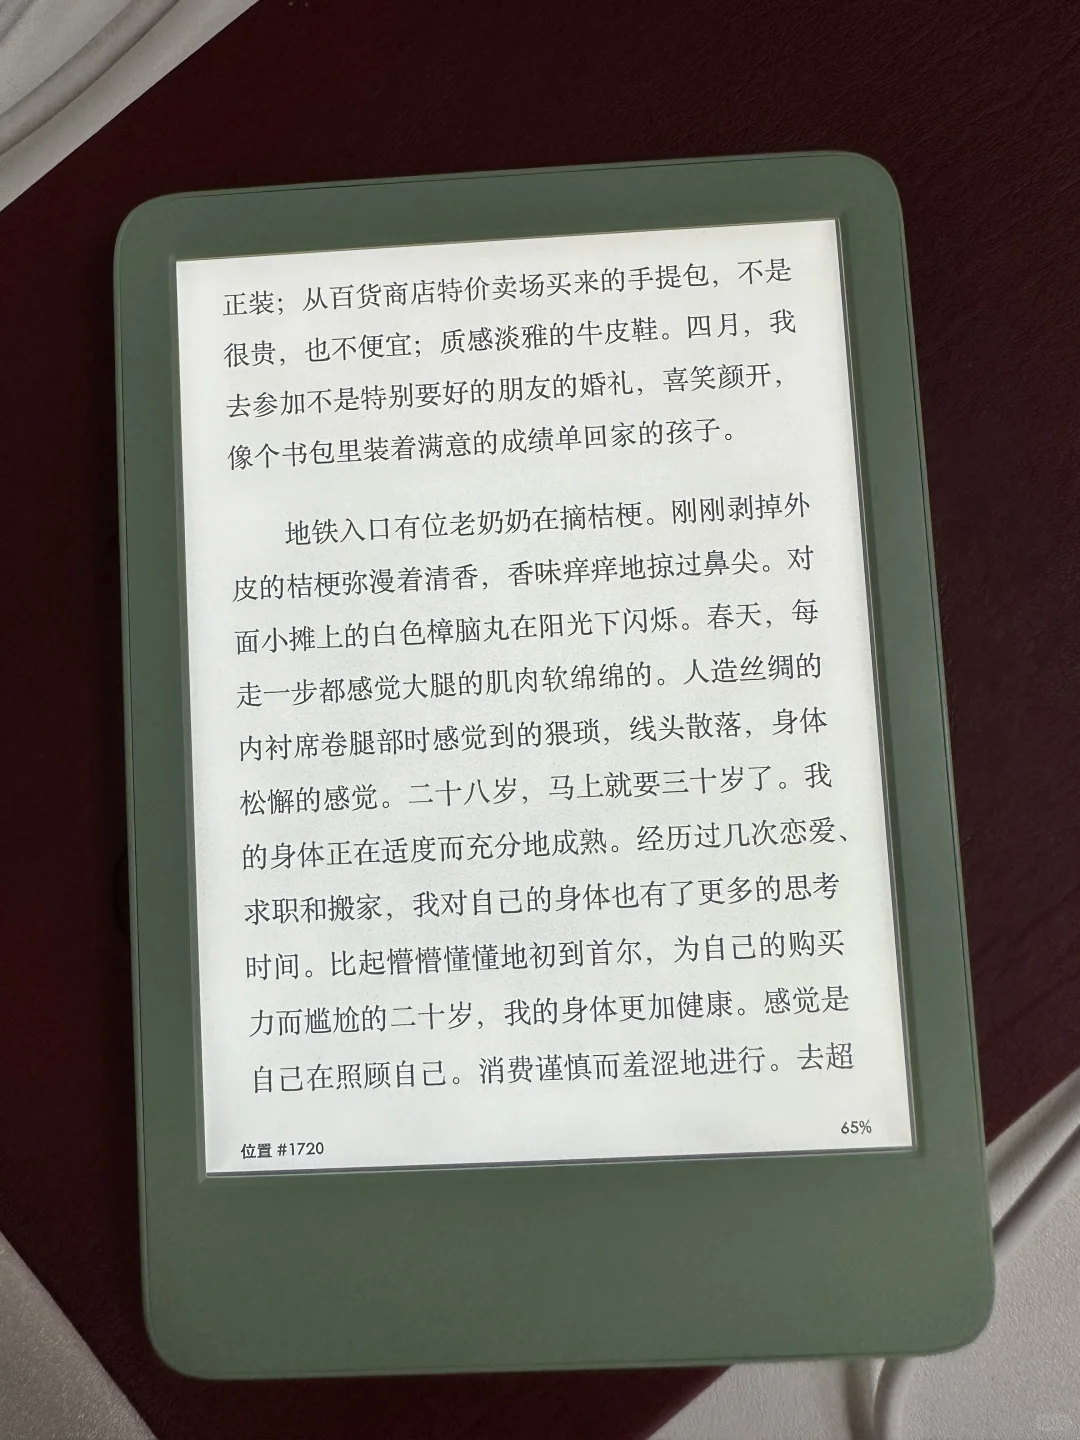 正装；从百货商店特价卖场买来的手提包，不是
很贵，也不便宜；质感淡雅的牛皮鞋。四月，我
去参加不是特别要好的朋友的婚礼，喜笑颜开，
像个书包里装着满意的成绩单回家的孩子。
地铁入口有位老奶奶在摘桔梗。刚刚剥掉外
皮的桔梗弥漫着清香，香味痒痒地掠过鼻尖。对
面小摊上的白色樟脑丸在阳光下闪烁。春天，每
走一步都感觉大腿的肌肉软绵绵的。人造丝绸的
内衬席卷腿部时感觉到的猥琐，线头散落，身体
松懈的感觉。二十八岁，马上就要三十岁了。我
的身体正在适度而充分地成熟。经历过几次恋爱、
求职和搬家，我对自己的身体也有了更多的思考
时间。比起懵懵懂懂地初到首尔，为自己的购买
力而尴尬的二十岁，我的身体更加健康。感觉是
自己在照顾自己。消费谨慎而羞涩地进行。去超
位置 #1720
65%